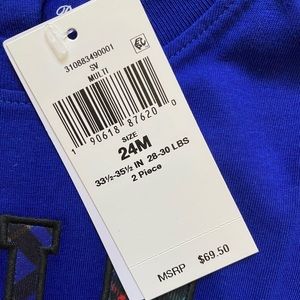 310883490001
SV
MULTI
1 90618 87620 0
SIZE
24M
33½-35½ IN 28-30 LBS
2 Piece
MSRP $69.50